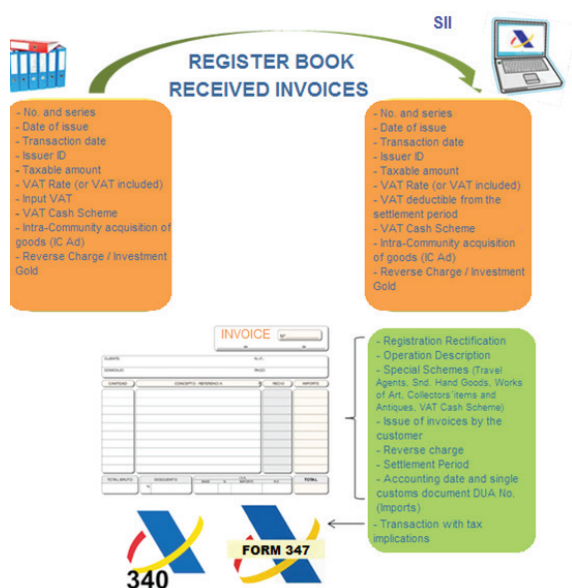 SII
REGISTER BOOK
RECEIVED INVOICES
- No. and series
- Date of issue
- Transaction date
- Issuer ID
- Taxable amount
- VAT Rate (or VAT included)
- Input VAT
- VAT Cash Scheme
- Intra-Community acquisition of
goods (IC Ad)
- Reverse Charge / Investment
Gold
- No. and series
- Date of issue
- Transaction date
- Issuer ID
- Taxable amount
- VAT Rate (or VAT included)
- VAT deductible from the
settlement period
- VAT Cash Scheme
- Intra-Community acquisition
of goods (IC Ad)
- Reverse Charge / Investment
Gold
INVOICE Nº
CLIENTE:
DOMICILIO
CANTIDAD
IMPORTE
TOTAL BRUTO
DESCUENTO
TOTAL
- Registration Rectification
- Operation Description
- Special Schemes (Travel
Agents, Snd. Hand Goods, Works
of Art, Collectors'items and
Antiques, VAT Cash Scheme)
- Issue of invoices by the
customer
- Reverse charge
- Settlement Period
- Accounting date and single
customs document DUA No.
(Imports)
- Transaction with tax
implications
340
FORM 347